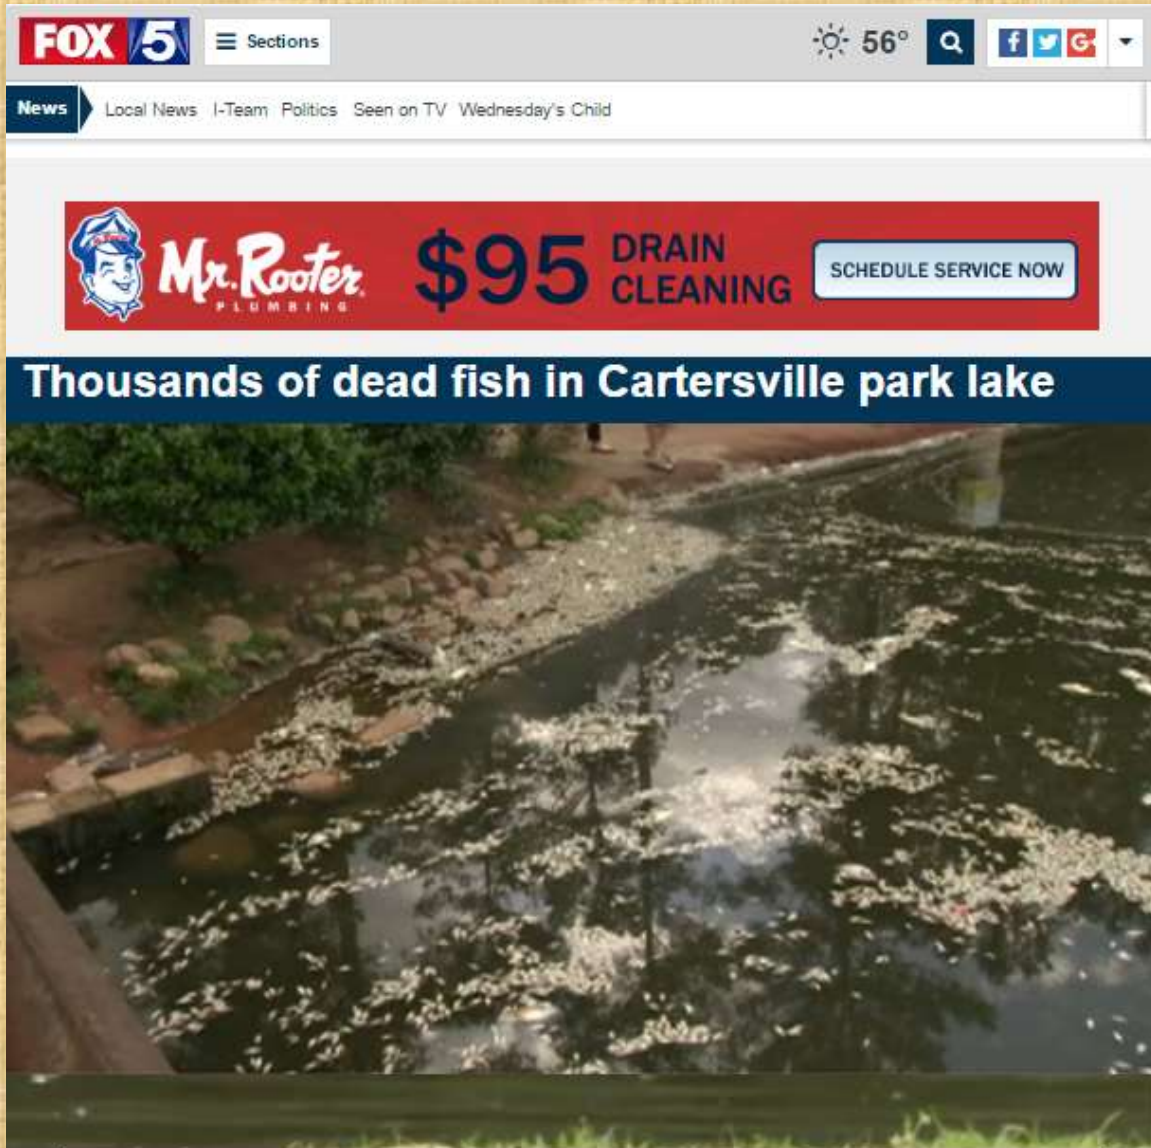 FOX 5
Sections
56°
News
Local News I-Team Politics Seen on TV Wednesday's Child
Mr. Rooter
PLUMBING
$95
DRAIN
CLEANING
SCHEDULE SERVICE NOW
Thousands of dead fish in Cartersville park lake